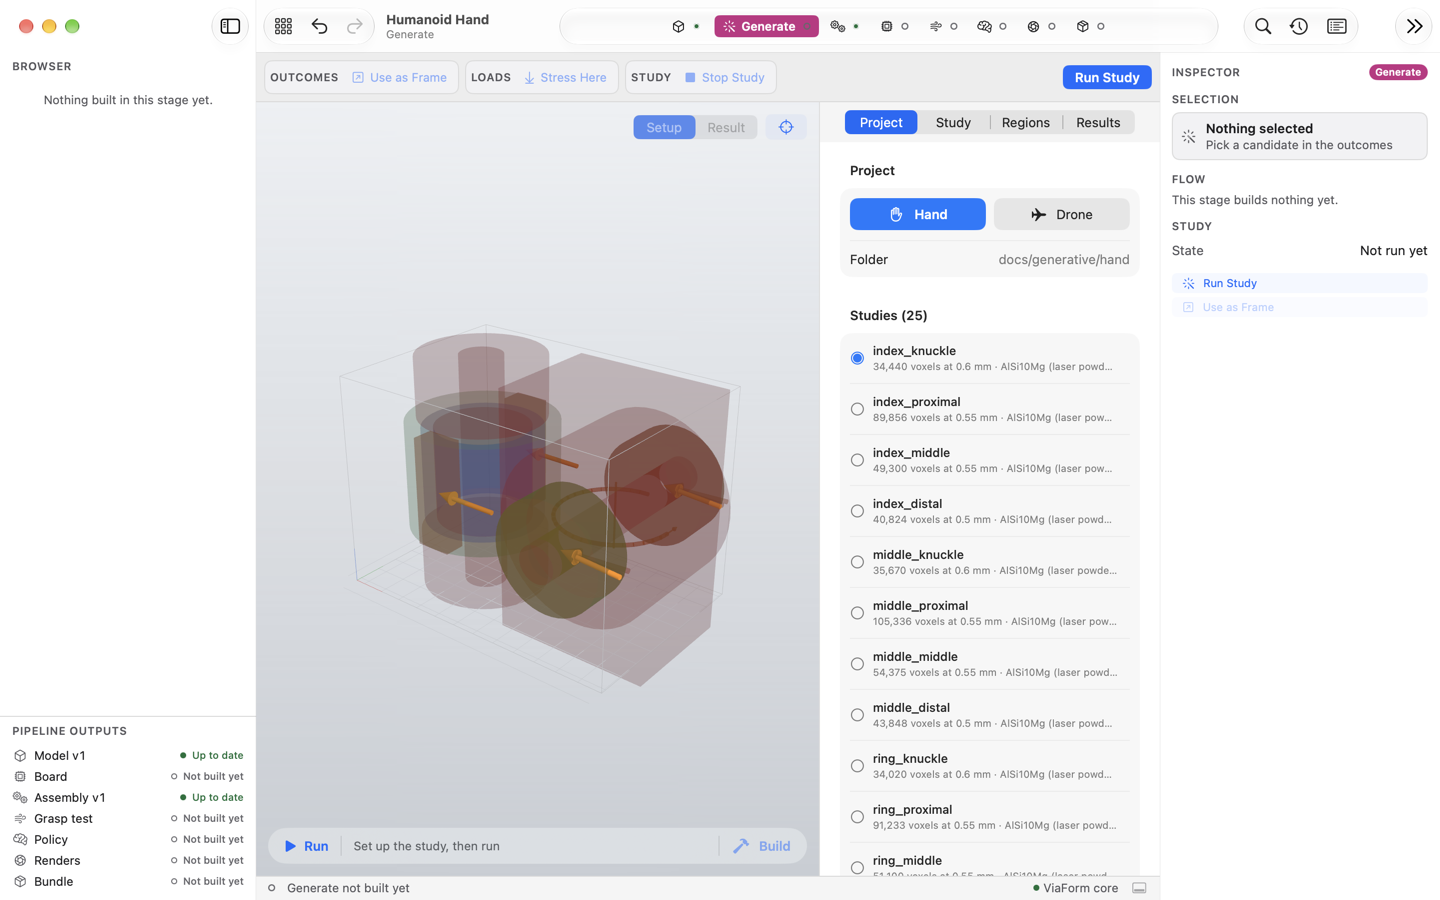 Humanoid Hand
Generate
Generate
BROWSER
Nothing built in this stage yet.
PIPELINE OUTPUTS
Model v1 Up to date
Board Not built yet
Assembly v1 Up to date
Grasp test Not built yet
Policy Not built yet
Renders Not built yet
Bundle Not built yet
OUTCOMES Use as Frame LOADS Stress Here STUDY Stop Study Run Study
Setup Result
Run Set up the study, then run Build
Generate not built yet
ViaForm core
Project Study Regions Results
Project
Hand Drone
Folder docs/generative/hand
Studies (25)
index_knuckle
34,440 voxels at 0.6 mm · AlSi10Mg (laser powd...
index_proximal
89,856 voxels at 0.55 mm · AlSi10Mg (laser pow...
index_middle
49,300 voxels at 0.55 mm · AlSi10Mg (laser pow...
index_distal
40,824 voxels at 0.5 mm · AlSi10Mg (laser powd...
middle_knuckle
35,670 voxels at 0.6 mm · AlSi10Mg (laser powde...
middle_proximal
105,336 voxels at 0.55 mm · AlSi10Mg (laser pow...
middle_middle
54,375 voxels at 0.55 mm · AlSi10Mg (laser powd...
middle_distal
43,848 voxels at 0.5 mm · AlSi10Mg (laser powd...
ring_knuckle
34,020 voxels at 0.6 mm · AlSi10Mg (laser powd...
ring_proximal
91,233 voxels at 0.55 mm · AlSi10Mg (laser pow...
ring_middle
INSPECTOR Generate
SELECTION
Nothing selected
Pick a candidate in the outcomes
FLOW
This stage builds nothing yet.
STUDY
State Not run yet
Run Study
Use as Frame